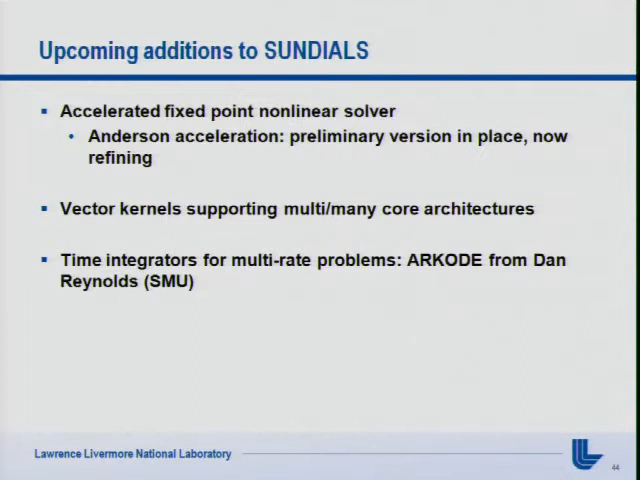 Upcoming additions to SUNDIALS
▪ Accelerated fixed point nonlinear solver
• Anderson acceleration: preliminary version in place, now
refining
▪ Vector kernels supporting multi/many core architectures
▪ Time integrators for multi-rate problems: ARKODE from Dan
Reynolds (SMU)
Lawrence Livermore National Laboratory
44